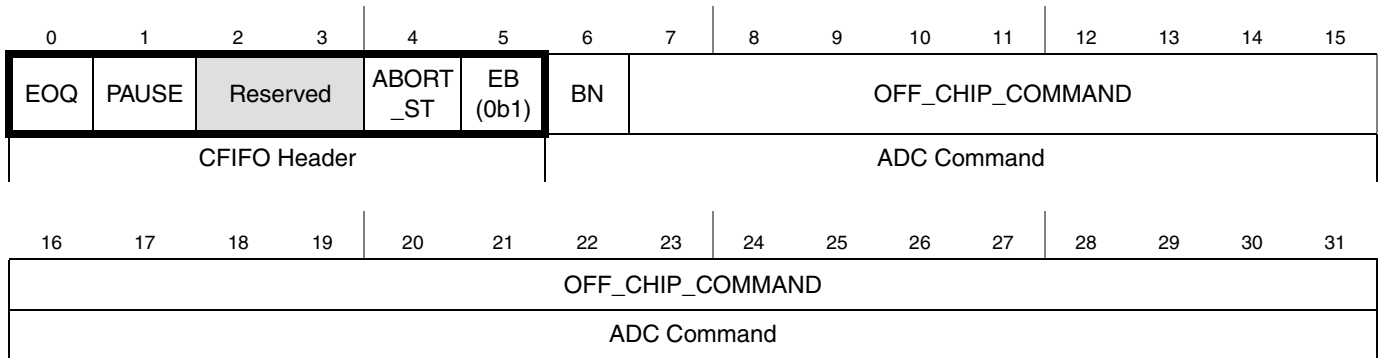 0 1 2 3 4 5 6 7 8 9 10 11 12 13 14 15
EOQ PAUSE Reserved ABORT _ST EB (0b1) BN OFF_CHIP_COMMAND
CFIFO Header ADC Command
16 17 18 19 20 21 22 23 24 25 26 27 28 29 30 31
OFF_CHIP_COMMAND
ADC Command